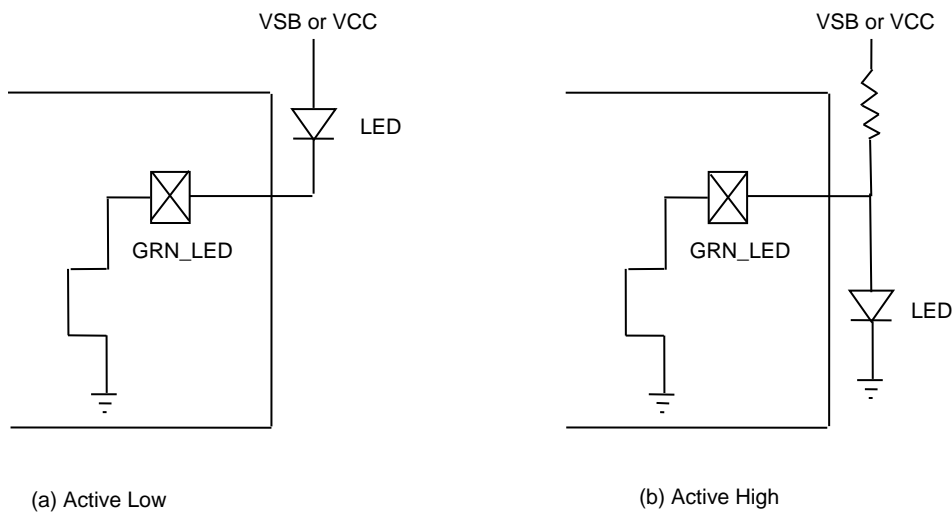 VSB or VCC
LED
GRN_LED
(a) Active Low
VSB or VCC
GRN_LED
LED
(b) Active High